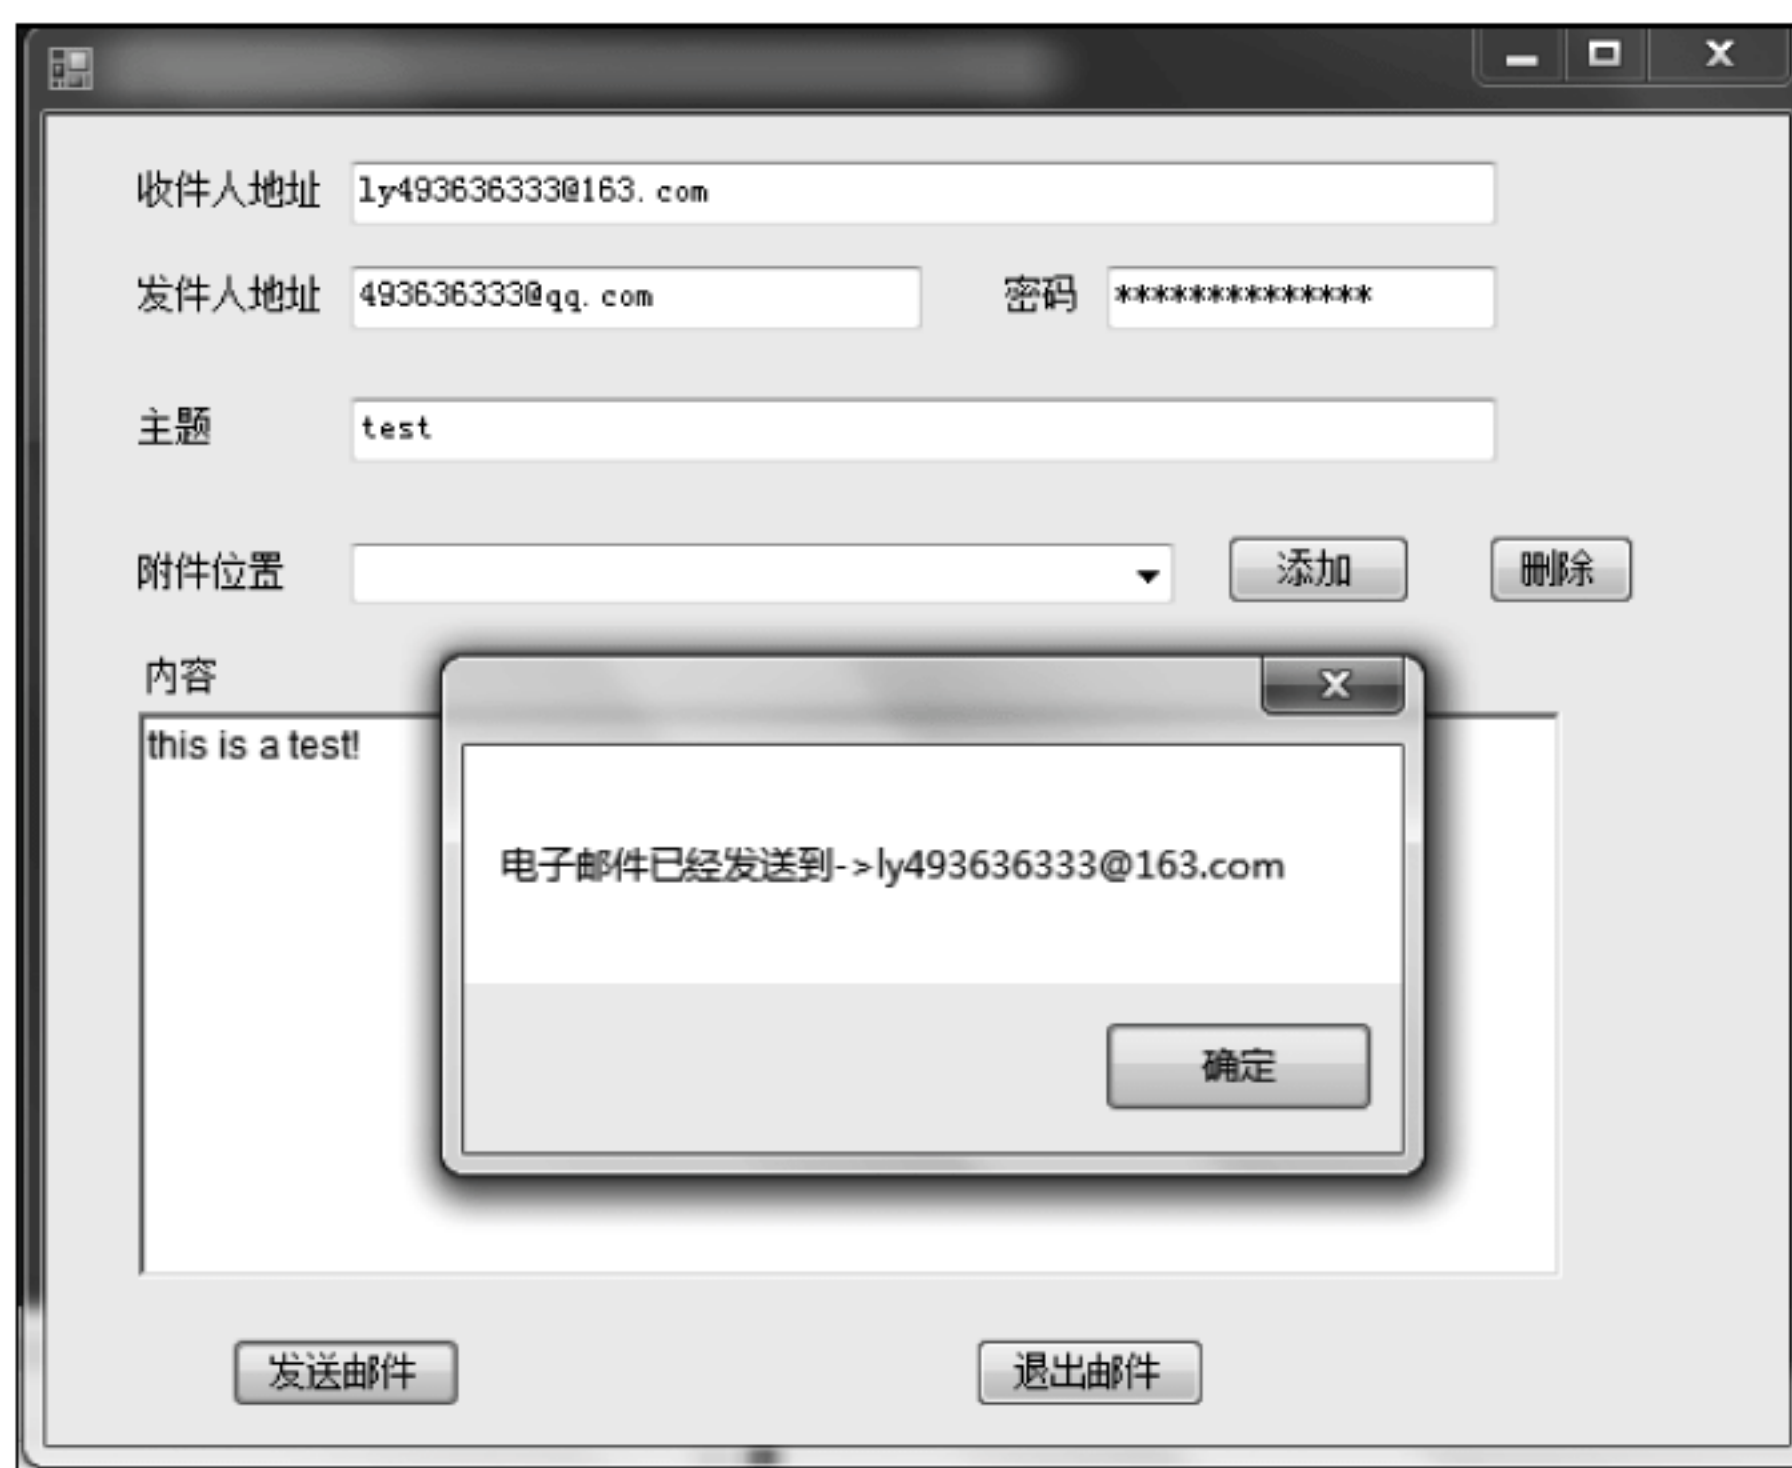 收件人地址 ly493636333@163.com
发件人地址 493636333@qq.com 密码 **************
主题 test
附件位置 添加 删除
内容
this is a test!
电子邮件已经发送到->ly493636333@163.com
确定
发送邮件 退出邮件